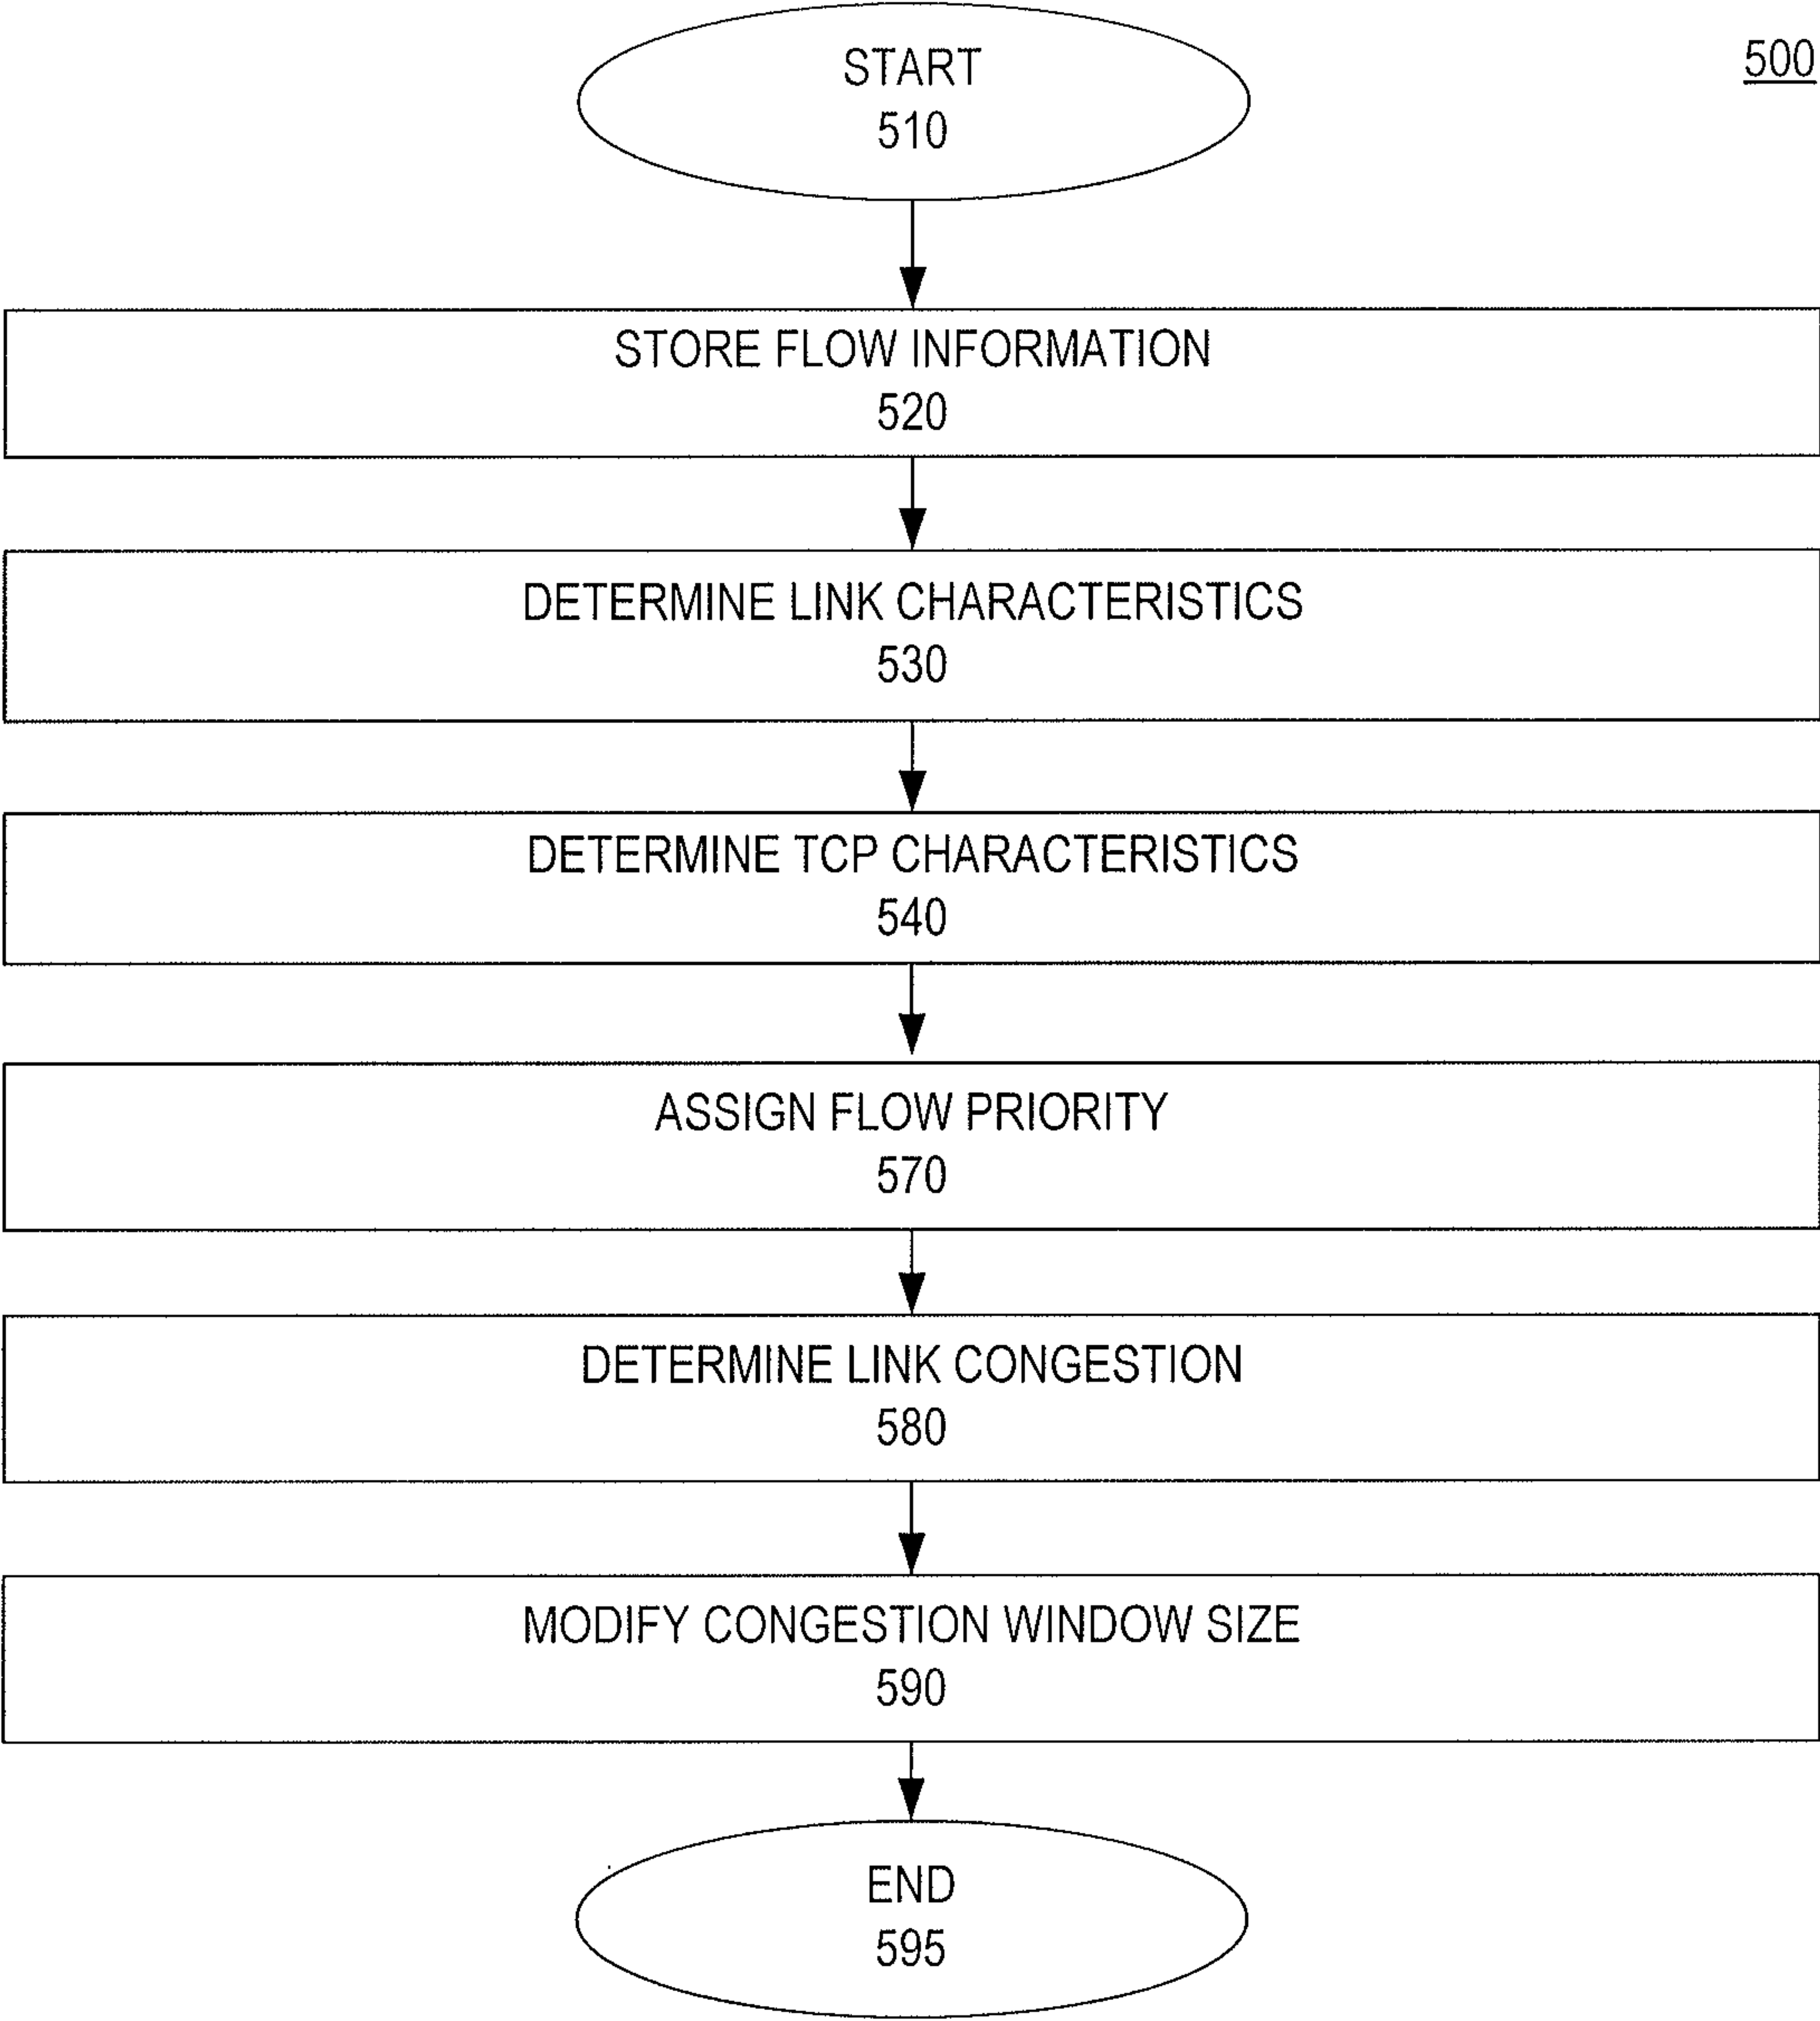 START
500
510
STORE FLOW INFORMATION
520
DETERMINE LINK CHARACTERISTICS
530
DETERMINE TCP CHARACTERISTICS
540
ASSIGN FLOW PRIORITY
570
DETERMINE LINK CONGESTION
580
MODIFY CONGESTION WINDOW SIZE
590
END
595